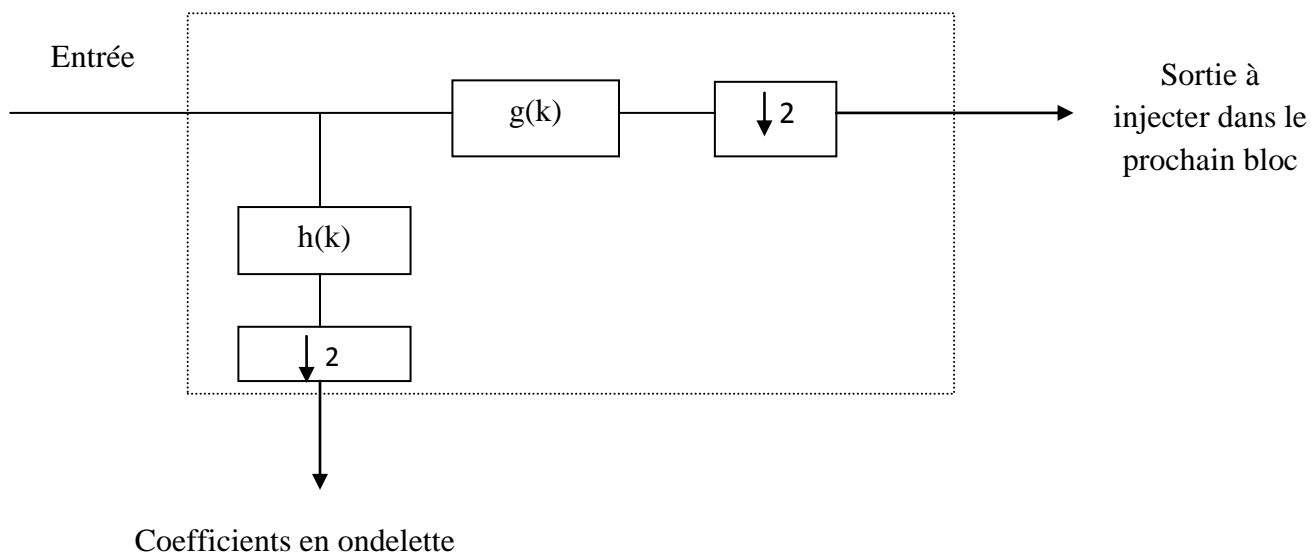 Entrée
g(k)
↓ 2
Sortie à
injecter dans le
prochain bloc
h(k)
↓ 2
Coefficients en ondelette